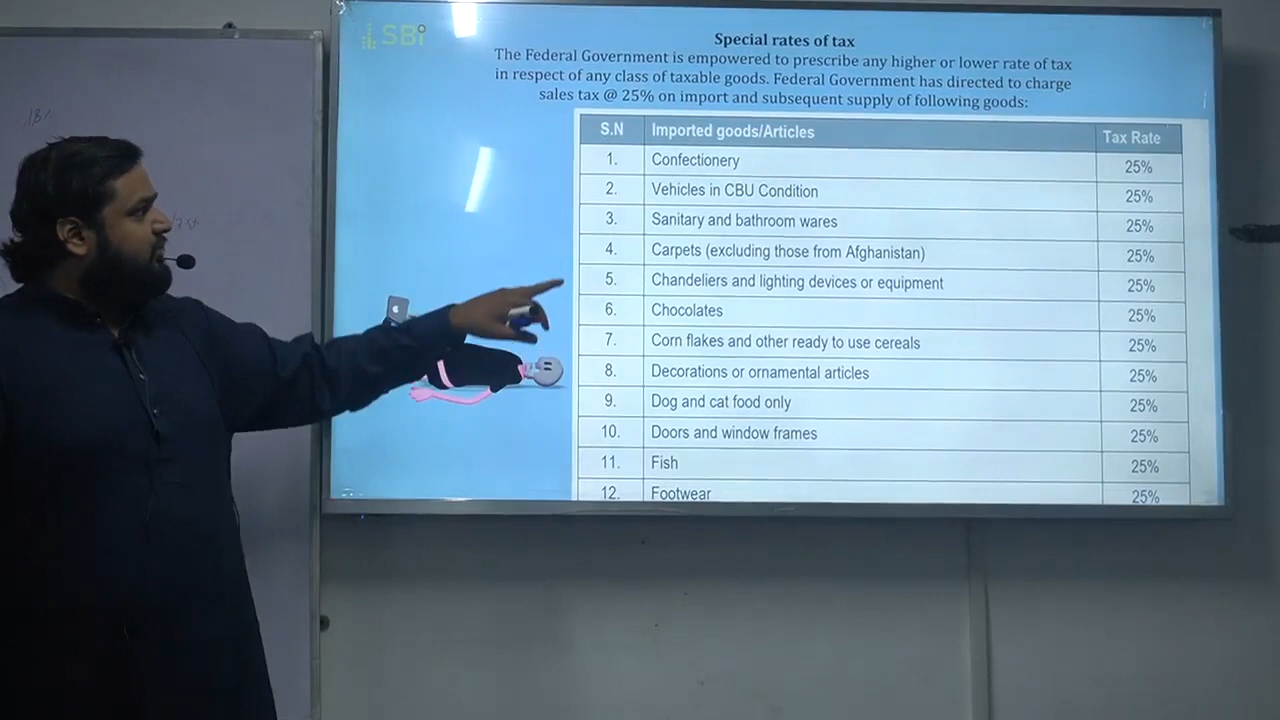 SBi
Special rates of tax
The Federal Government is empowered to prescribe any higher or lower rate of tax
in respect of any class of taxable goods. Federal Government has directed to charge
sales tax @ 25% on import and subsequent supply of following goods:
S.N Imported goods/Articles Tax Rate
1. Confectionery 25%
2. Vehicles in CBU Condition 25%
3. Sanitary and bathroom wares 25%
4. Carpets (excluding those from Afghanistan) 25%
5. Chandeliers and lighting devices or equipment 25%
6. Chocolates 25%
7. Corn flakes and other ready to use cereals 25%
8. Decorations or ornamental articles 25%
9. Dog and cat food only 25%
10. Doors and window frames 25%
11. Fish 25%
12. Footwear 25%